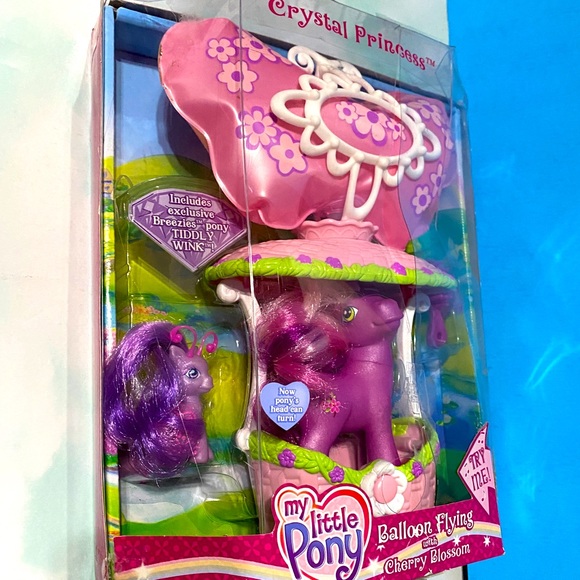 Crystal Princess™
Includes
exclusive
Breezies™ pony
TIDDLY
WINK™!
Now
pony's
head can
turn!
TRY
ME!
my
little
Pony
Balloon Flying
with
Cherry Blossom